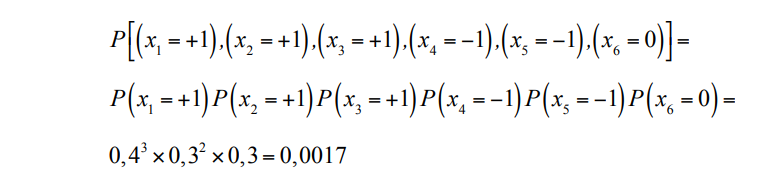 P[(x₁ = +1),(x₂ = +1),(x₃ = +1),(x₄ = −1),(x₅ = −1),(x₆ = 0)] =
P(x₁ = +1)P(x₂ = +1)P(x₃ = +1)P(x₄ = −1)P(x₅ = −1)P(x₆ = 0) =
0,4³ × 0,3² × 0,3 = 0,0017